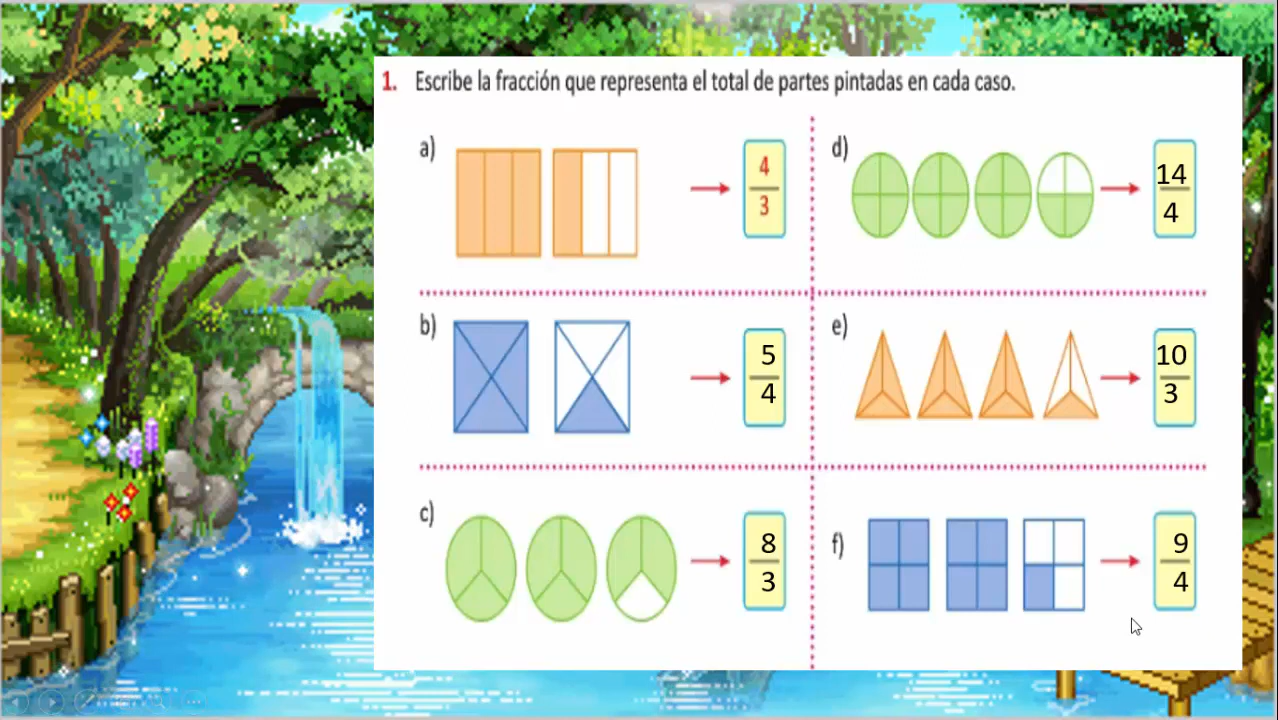 1. Escribe la fracción que representa el total de partes pintadas en cada caso.
a)
4
3
b)
5
4
c)
8
3
d)
14
4
e)
10
3
f)
9
4